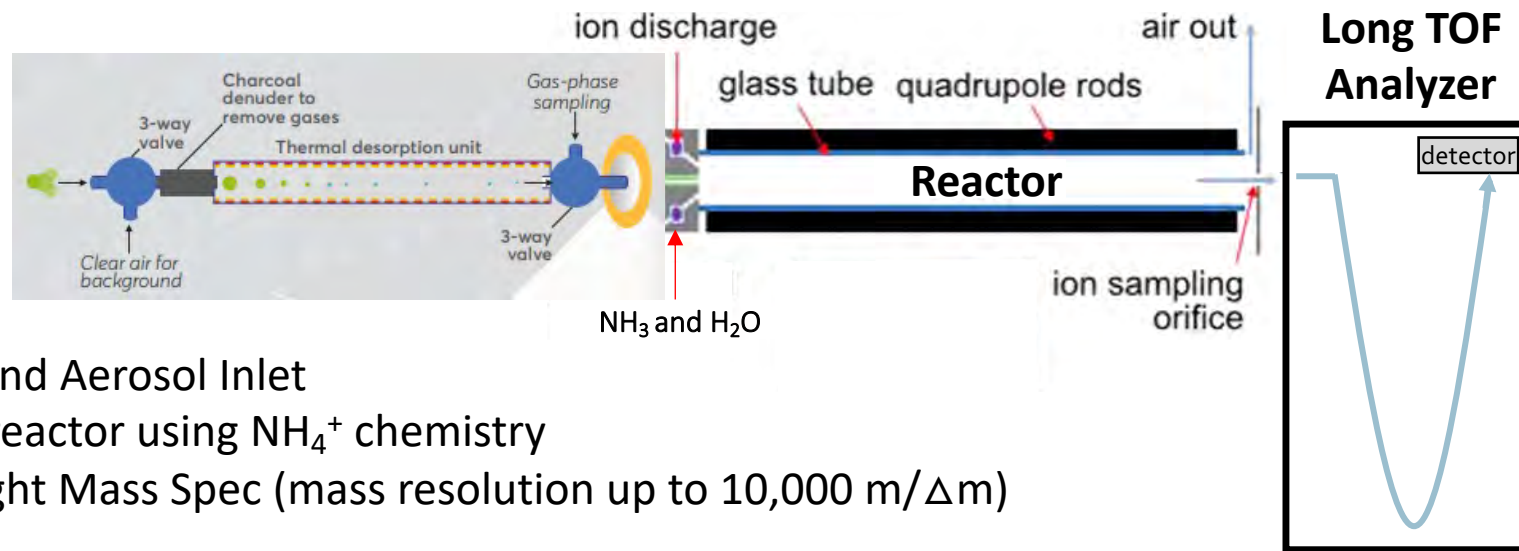 ion discharge
air out
Long TOF
Analyzer
glass tube
quadrupole rods
Charcoal
denuder to
remove gases
Gas-phase
sampling
3-way
valve
Thermal desorption unit
detector
Reactor
3-way
valve
Clear air for
background
ion sampling
orifice
NH₃ and H₂O
nd Aerosol Inlet
eactor using NH₄⁺ chemistry
ght Mass Spec (mass resolution up to 10,000 m/△m)